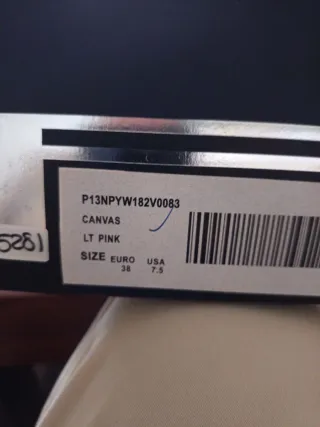 P13NPYW182V0083
CANVAS
LT PINK
SIZE EURO USA
38 7.5
5281